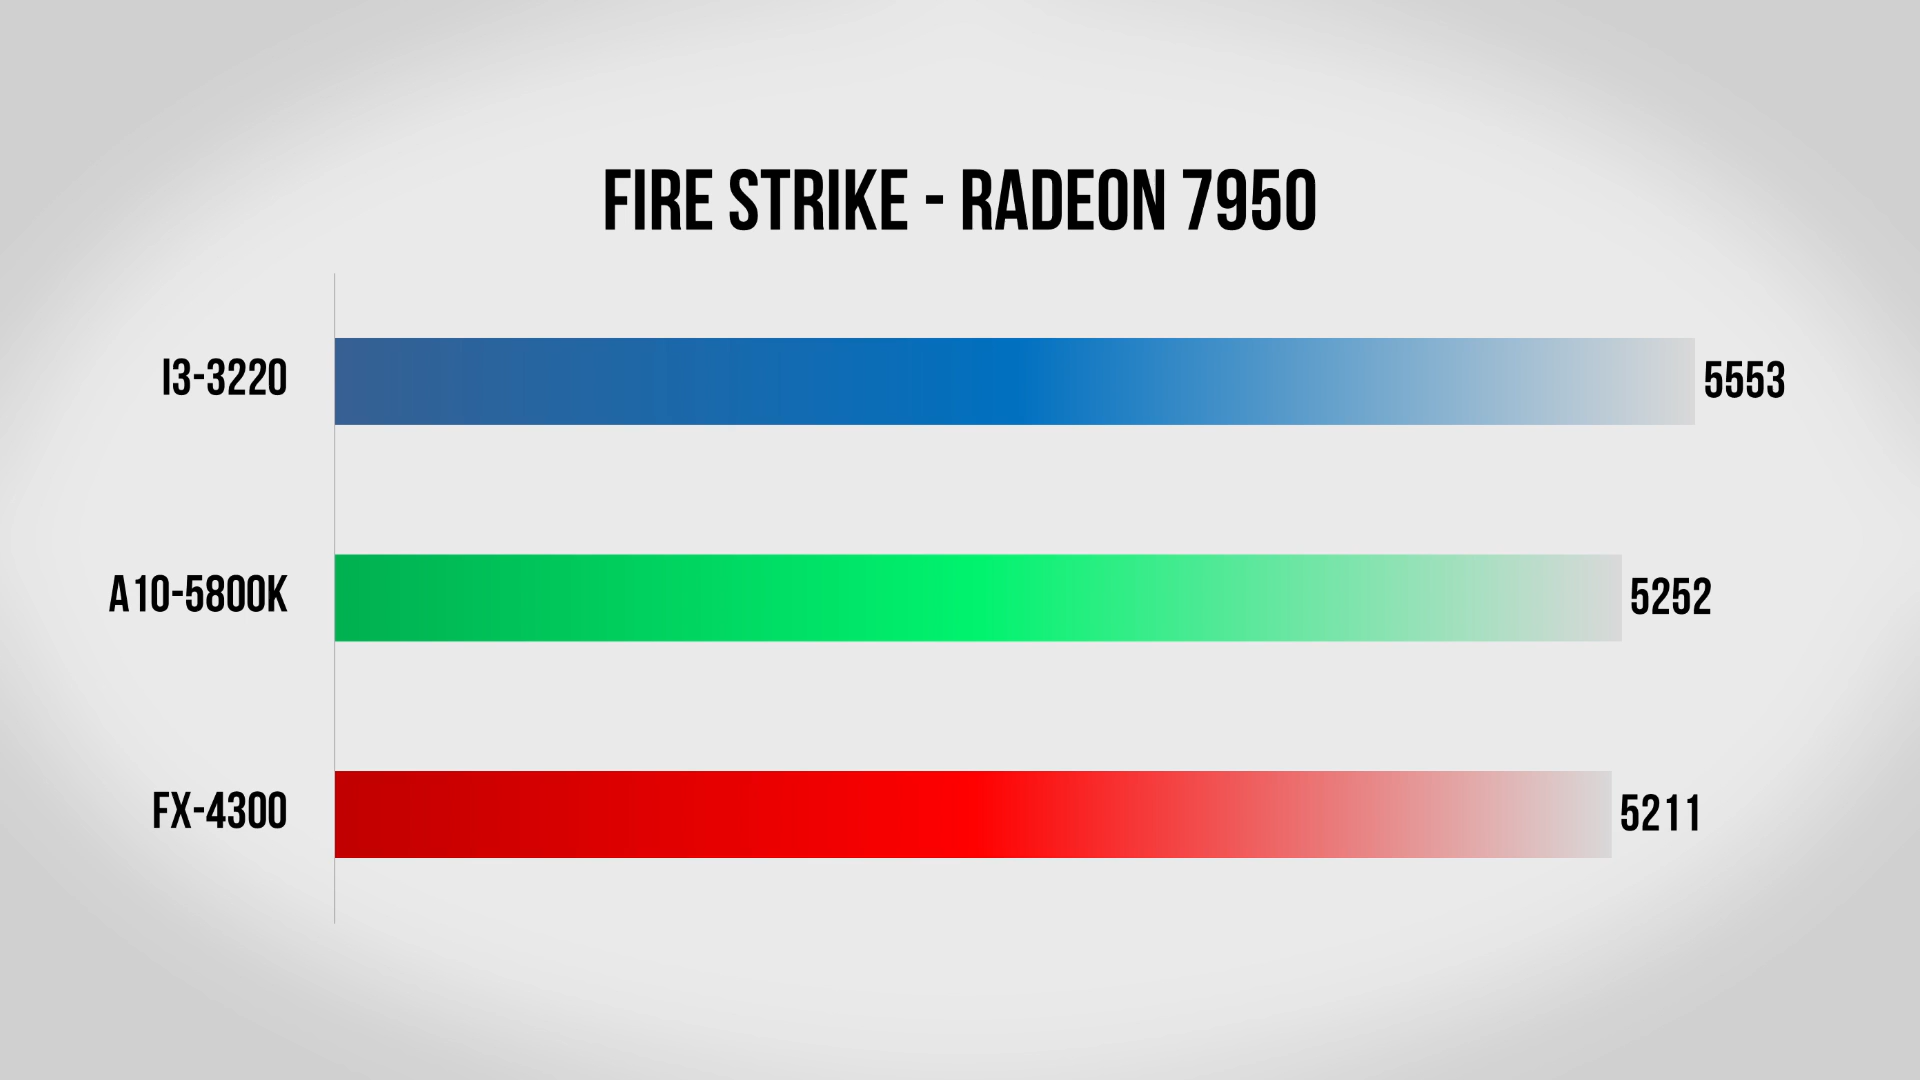 FIRE STRIKE - RADEON 7950
I3-3220
5553
A10-5800K
5252
FX-4300
5211